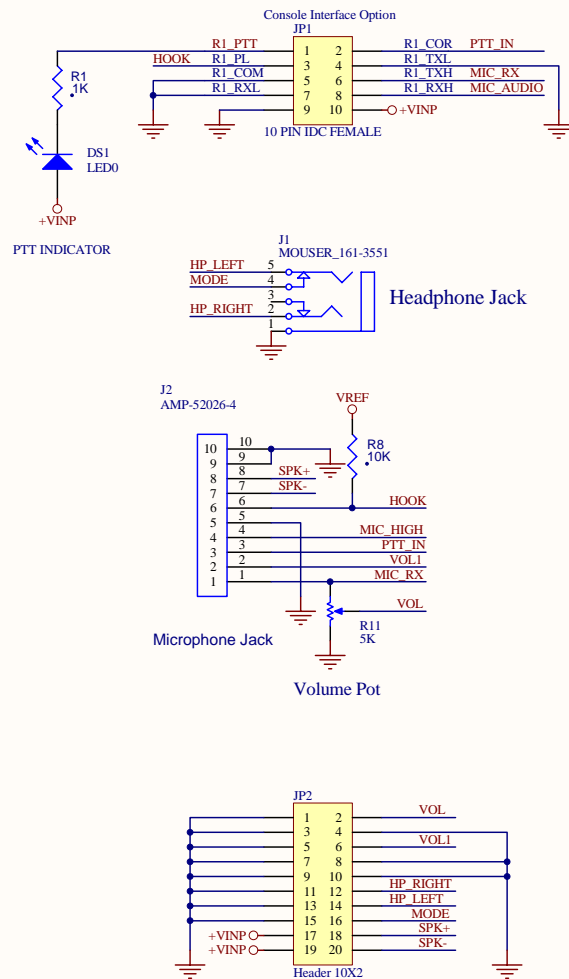 Console Interface Option
JP1
R1_PTT 1 2 R1_COR PTT_IN
HOOK R1_PL 3 4 R1_TXL
R1_COM 5 6 R1_TXH MIC_RX
R1_RXL 7 8 R1_RXH MIC_AUDIO
9 10 +VINP
10 PIN IDC FEMALE
R1
1K
DS1
LED0
+VINP
PTT INDICATOR
J1
MOUSER_161-3551
HP_LEFT 5
MODE 4
3
HP_RIGHT 2
1
Headphone Jack
J2
AMP-52026-4
VREF
R8
10K
10 10
9 9
8 8 SPK+
7 7 SPK-
6 6 HOOK
5 5
4 4 MIC_HIGH
3 3 PTT_IN
2 2 VOL1
1 1 MIC_RX
VOL
R11
5K
Microphone Jack
Volume Pot
JP2
1 2 VOL
3 4
5 6 VOL1
7 8
9 10
11 12 HP_RIGHT
13 14 HP_LEFT
15 16 MODE
+VINP 17 18 SPK+
+VINP 19 20 SPK-
Header 10X2